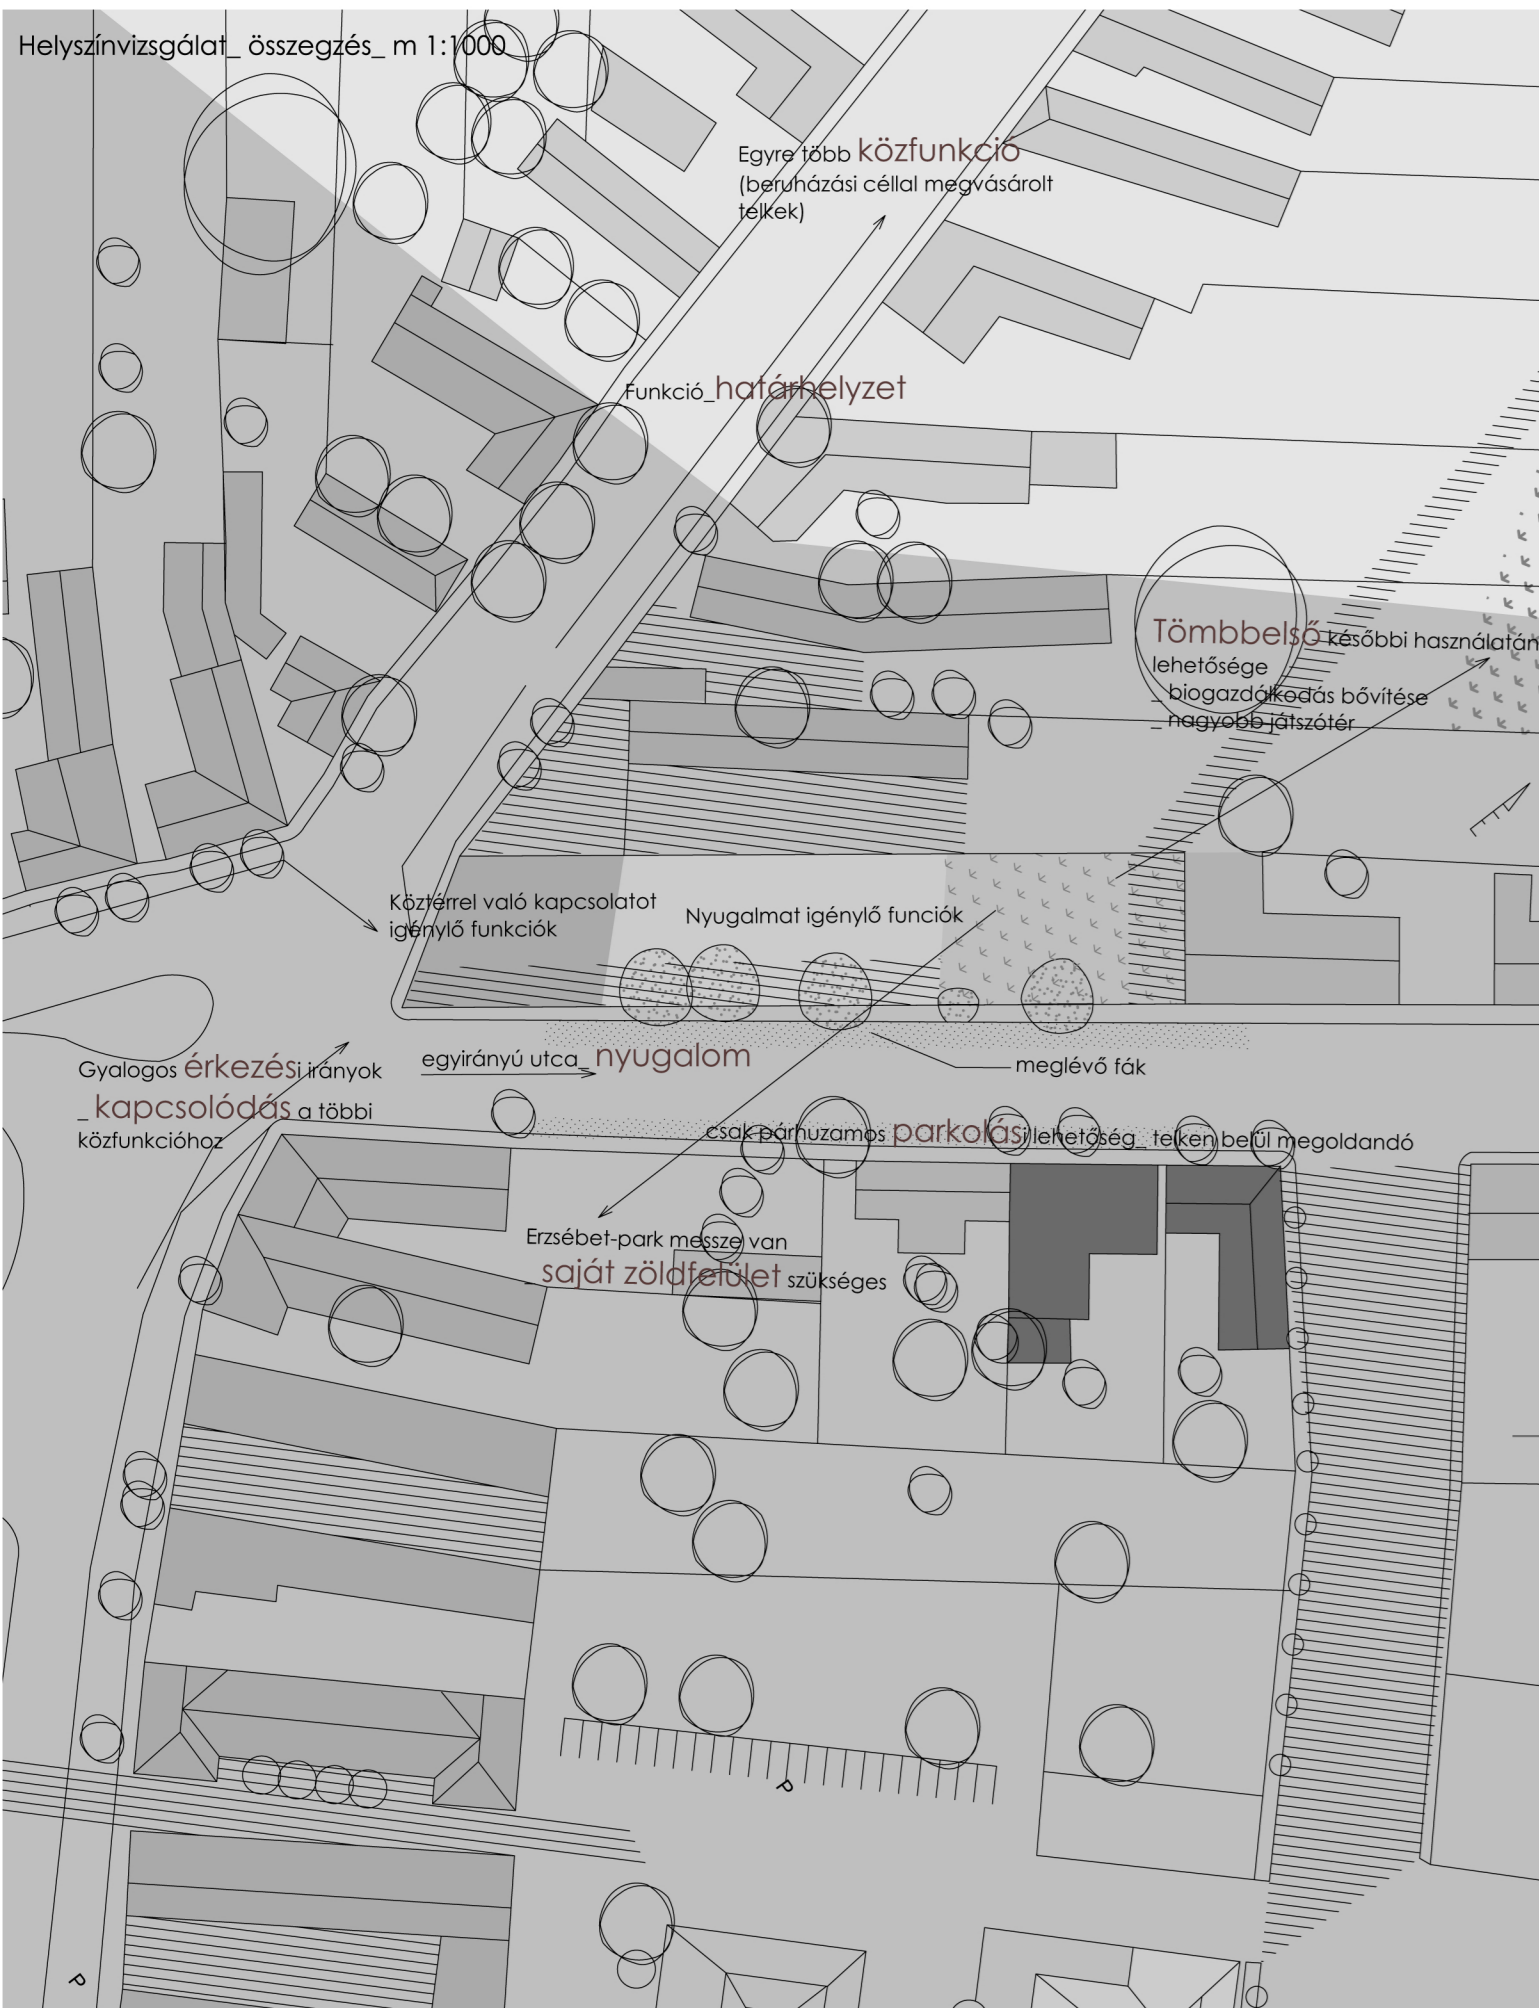 Helyszínvizsgálat_ összegzés_ m 1:1000
Egyre több közfunkció
(beruházási céllal megvásárolt
telkek)
Funkció_határhelyzet
Tömbbelső későbbi használatán
lehetősége
_ biogazdálkodás bővítése
_ nagyobb játszótér
Köztérrel való kapcsolatot
igénylő funkciók
Nyugalmat igénylő funciók
Gyalogos érkezési irányok
_ kapcsolódás a többi
közfunkcióhoz
egyirányú utca_ nyugalom
meglévő fák
csak párhuzamos parkolási lehetőség_ telken belül megoldandó
Erzsébet-park messze van
_ saját zöldfelület szükséges
P
P